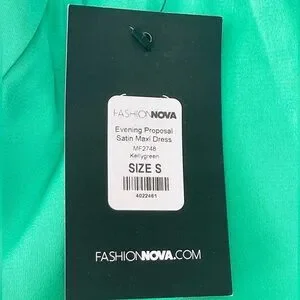 FASHIONNOVA
Evening Proposal
Satin Maxi Dress
MF2748
Kellygreen
SIZE S
4022461
FASHIONNOVA.COM